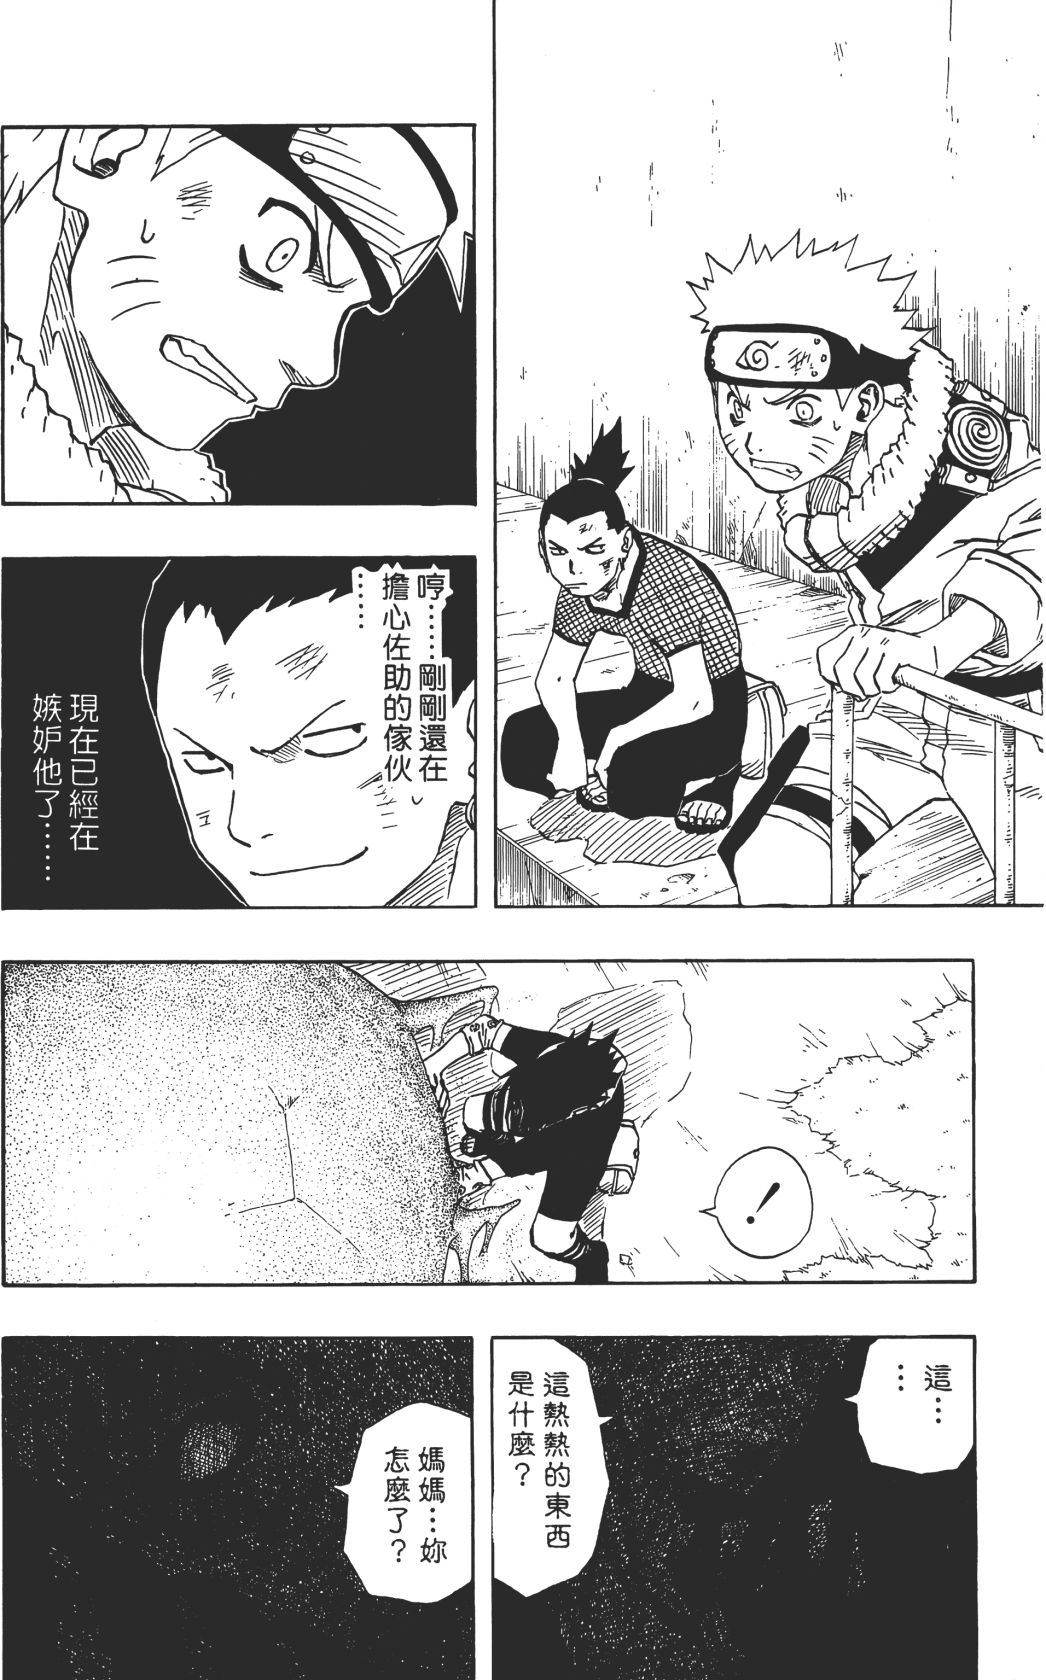 哼……剛剛還在
擔心佐助的傢伙
……
現在已經在
嫉妒他了……
！
這…
…
這熱熱的東西
是什麼？
媽媽…妳
怎麼了？